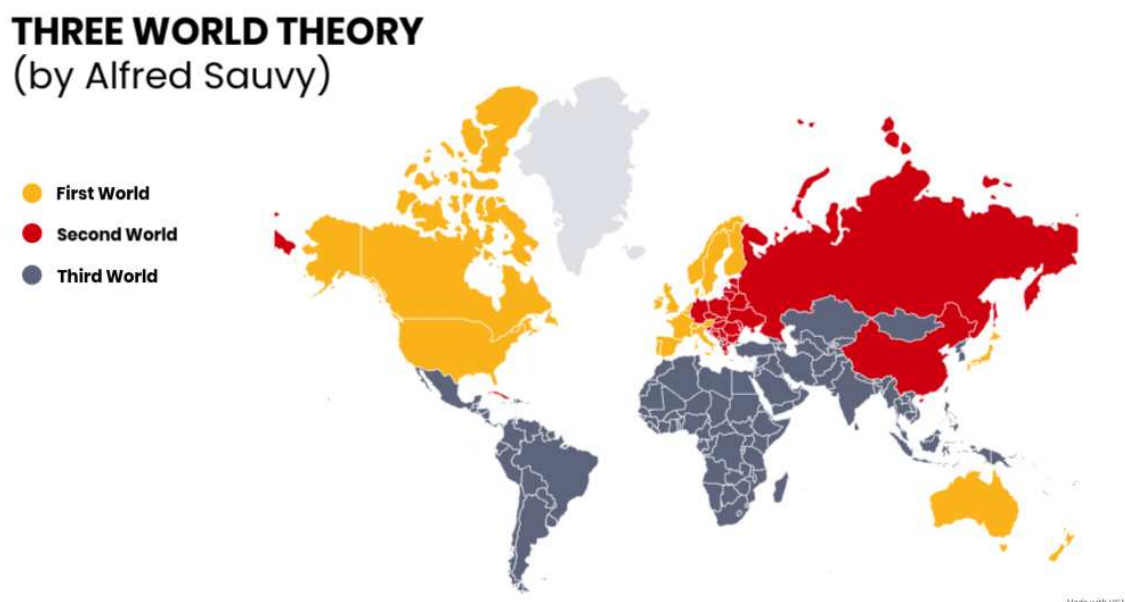 THREE WORLD THEORY
(by Alfred Sauvy)
First World
Second World
Third World